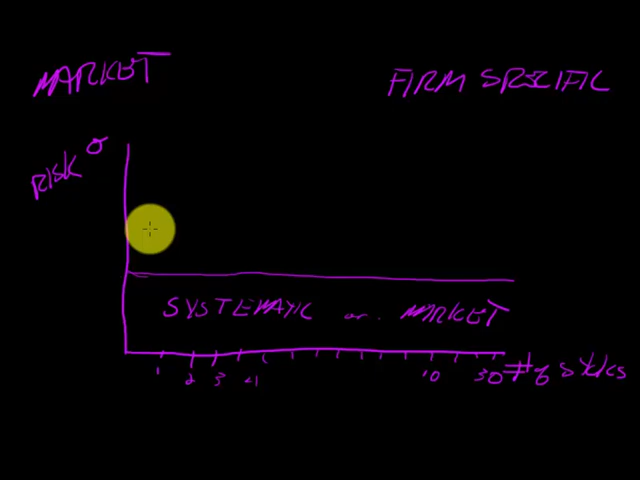 MARKET
FIRM SPECIFIC
RISK σ
SYSTEMATIC or MARKET
1 2 3 4 10 30 # of stocks